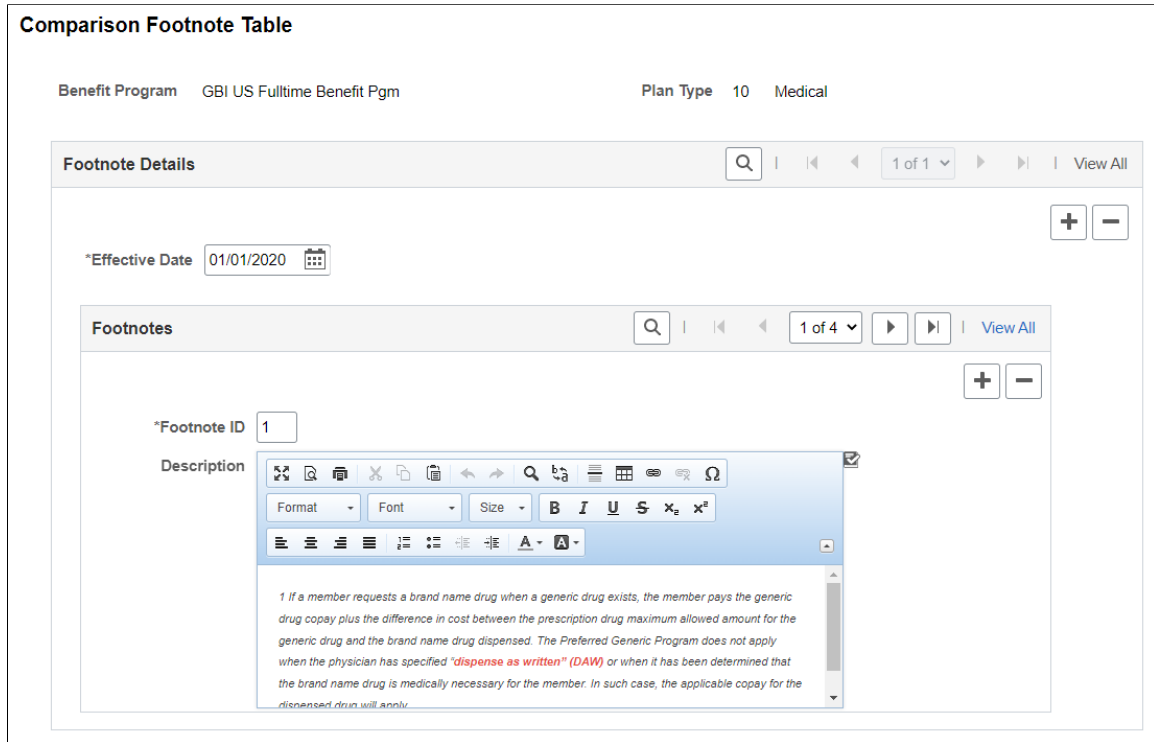 Comparison Footnote Table
Benefit Program GBI US Fulltime Benefit Pgm Plan Type 10 Medical
Footnote Details 1 of 1 View All
*Effective Date 01/01/2020
Footnotes 1 of 4 View All
*Footnote ID 1
Description
Format Font Size B I U S x₂ x²
A A
1 If a member requests a brand name drug when a generic drug exists, the member pays the generic
drug copay plus the difference in cost between the prescription drug maximum allowed amount for the
generic drug and the brand name drug dispensed. The Preferred Generic Program does not apply
when the physician has specified "dispense as written" (DAW) or when it has been determined that
the brand name drug is medically necessary for the member. In such case, the applicable copay for the
dispensed drug will apply.